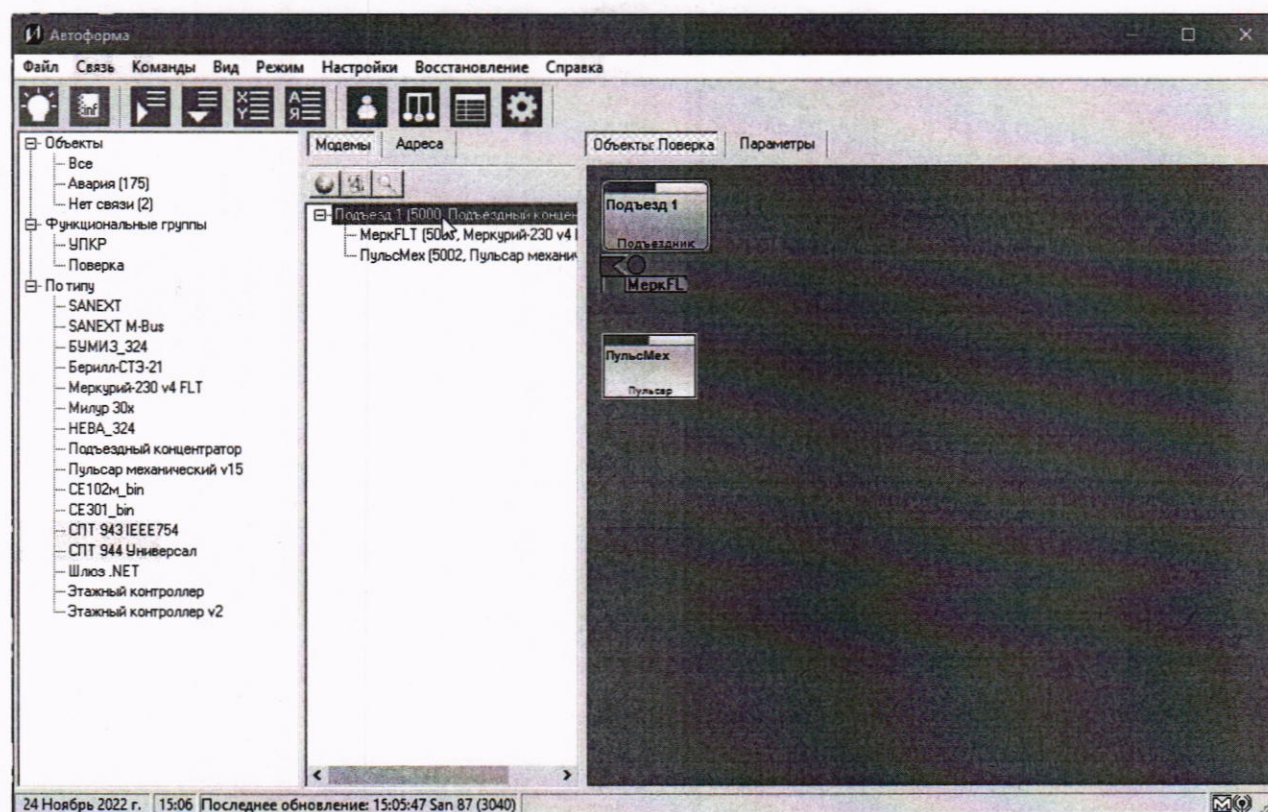 Автоформа
Файл Связь Команды Вид Режим Настройки Восстановление Справка
inf
X
Y
А
Я
Объекты
Все
Авария (175)
Нет связи (2)
Функциональные группы
УПКР
Поверка
По типу
SANEXT
SANEXT M-Bus
БУМИЗ_324
Берилл-СТЭ-21
Меркурий-230 v4 FLT
Милур 30x
НЕВА_324
Подъездный концентратор
Пульсар механический v15
CE102м_bin
CE301_bin
СПТ 943 IEEE754
СПТ 944 Универсал
Шлюз .NET
Этажный контроллер
Этажный контроллер v2
Модемы Адреса
Подъезд 1 (5000, Подъездный концен
МеркFLT Меркурий-230 v4
ПульсМех (5002, Пульсар механич
Объекты: Поверка Параметры
Подъезд 1
Подъездник
МеркFL
ПульсМех
Пульсар
24 Ноябрь 2022 г. 15:06 Последнее обновление: 15:05:47 San 87 (3040)